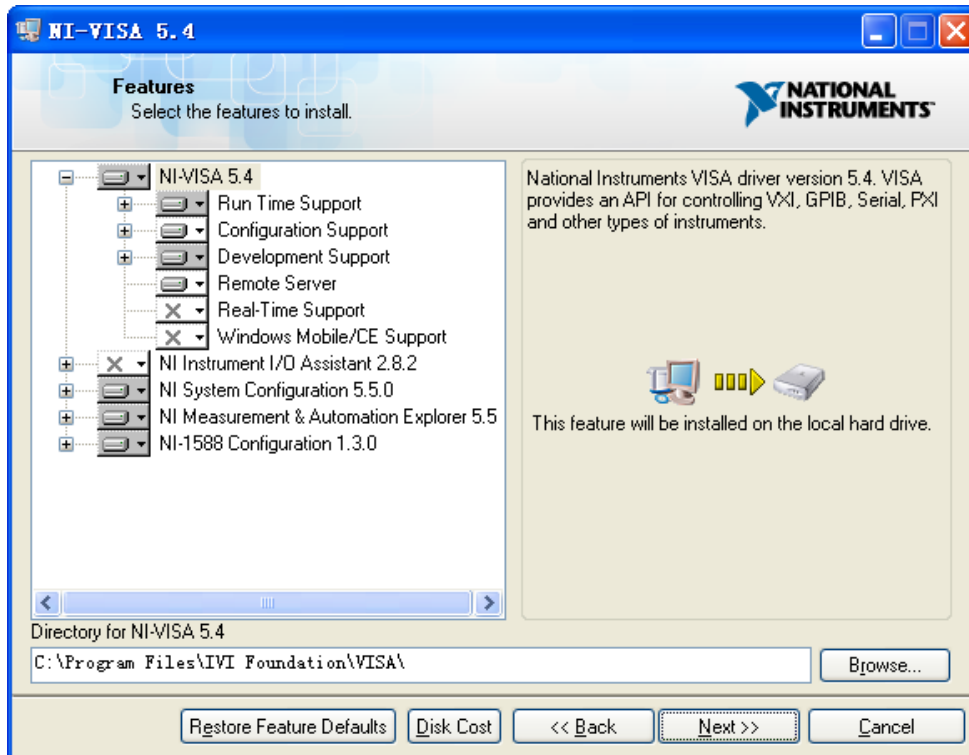 NI-VISA 5.4
Features
Select the features to install.
NATIONAL
INSTRUMENTS™
NI-VISA 5.4
Run Time Support
Configuration Support
Development Support
Remote Server
Real-Time Support
Windows Mobile/CE Support
NI Instrument I/O Assistant 2.8.2
NI System Configuration 5.5.0
NI Measurement & Automation Explorer 5.5
NI-1588 Configuration 1.3.0
National Instruments VISA driver version 5.4. VISA
provides an API for controlling VXI, GPIB, Serial, PXI
and other types of instruments.
This feature will be installed on the local hard drive.
Directory for NI-VISA 5.4
C:\Program Files\IVI Foundation\VISA\
Browse...
Restore Feature Defaults
Disk Cost
<< Back
Next >>
Cancel